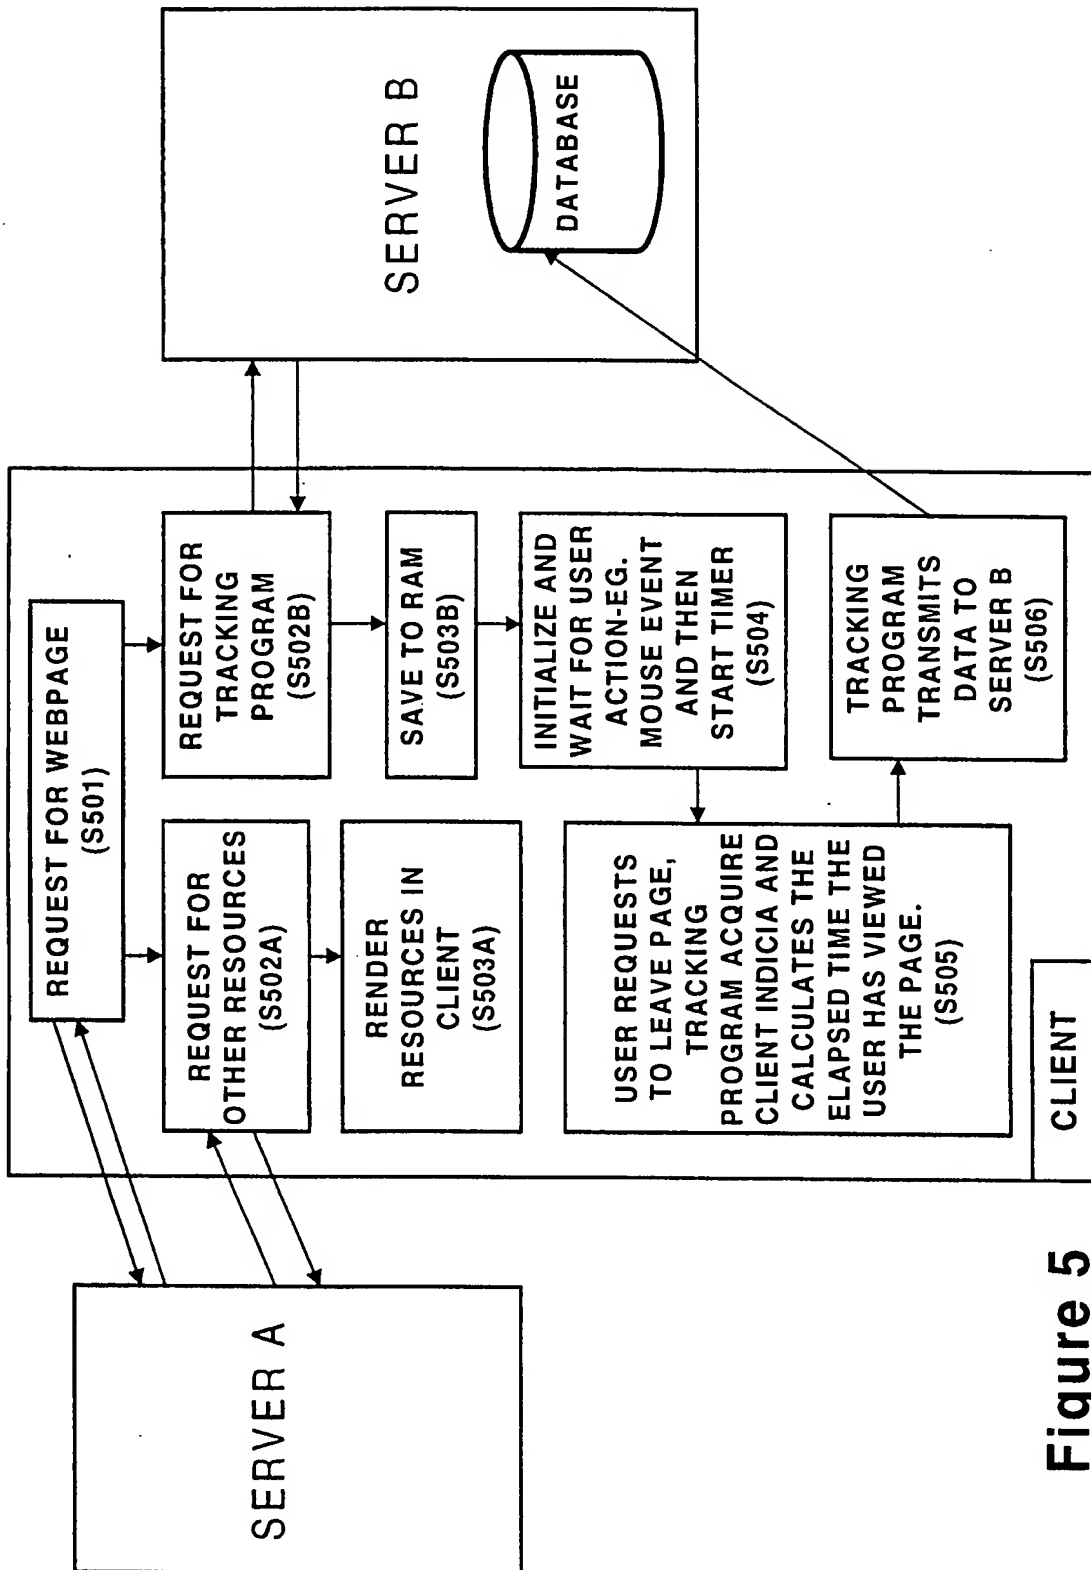 SERVER A
REQUEST FOR WEBPAGE
(S501)
REQUEST FOR
OTHER RESOURCES
(S502A)
RENDER
RESOURCES IN
CLIENT
(S503A)
REQUEST FOR
TRACKING
PROGRAM
(S502B)
SAVE TO RAM
(S503B)
INITIALIZE AND
WAIT FOR USER
ACTION-EG.
MOUSE EVENT
AND THEN
START TIMER
(S504)
USER REQUESTS
TO LEAVE PAGE,
TRACKING
PROGRAM ACQUIRE
CLIENT INDICIA AND
CALCULATES THE
ELAPSED TIME THE
USER HAS VIEWED
THE PAGE.
(S505)
TRACKING
PROGRAM
TRANSMITS
DATA TO
SERVER B
(S506)
CLIENT
SERVER B
DATABASE
Figure 5